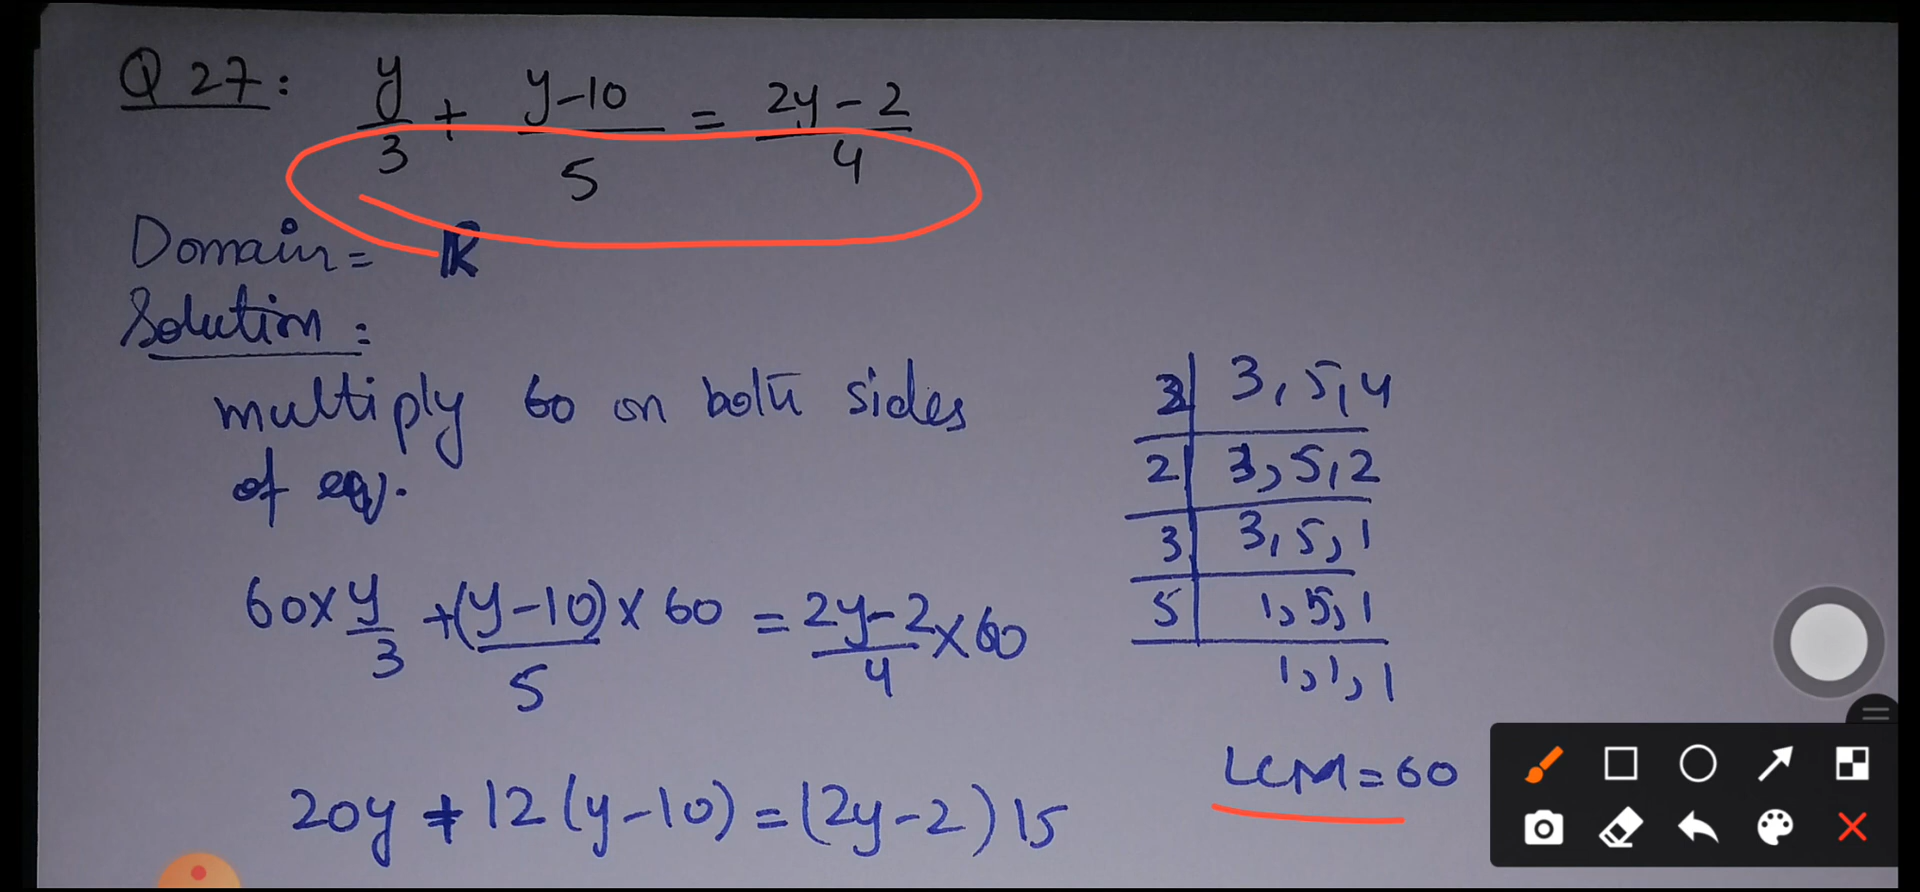 Q 27: y/3 + y-10/5 = 2y-2/4
Domain = ℝ
Solution:
multiply 60 on both sides
of eq.
60×y/3 +(y-10)/5×60 = 2y-2/4×60
20y + 12(y-10)=(2y-2)15
2| 3,5,4
2| 3,5,2
3| 3,5,1
5| 1,5,1
1,1,1
LCM=60